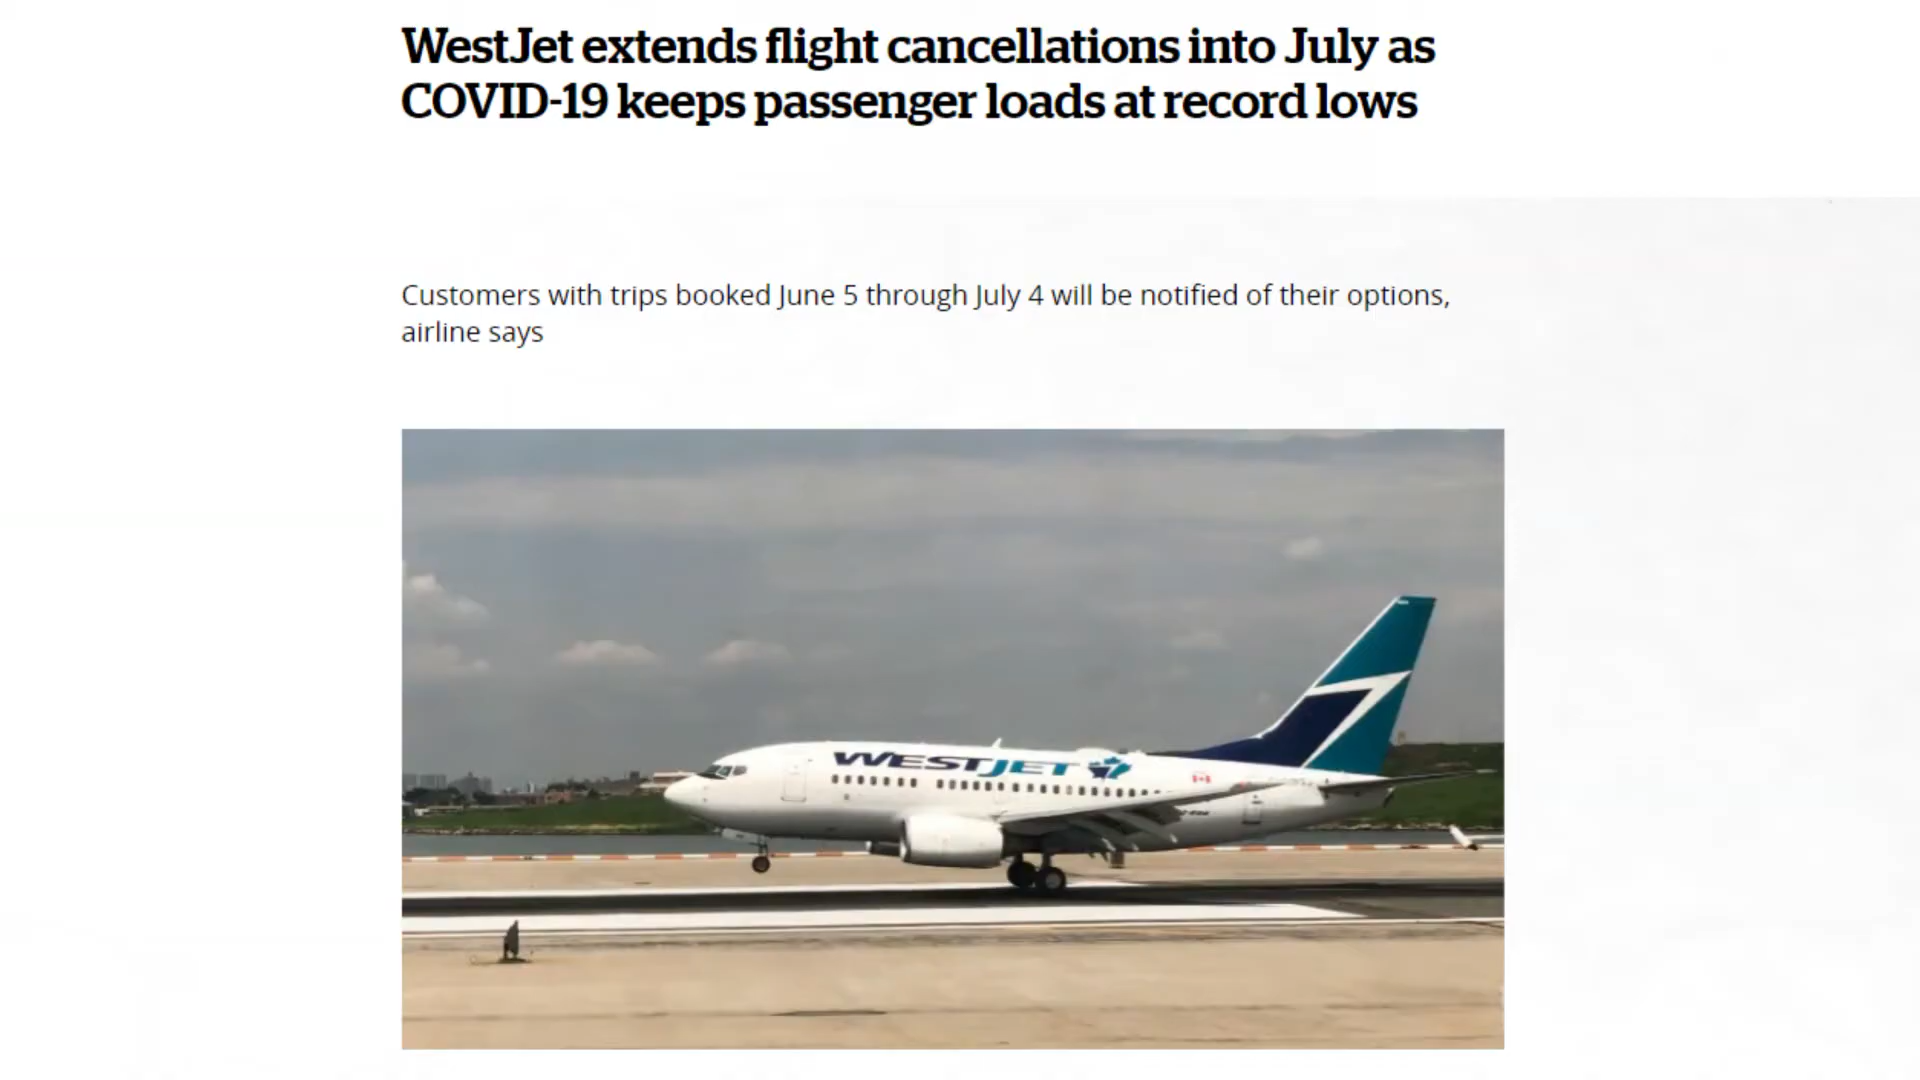 WestJet extends flight cancellations into July as
COVID-19 keeps passenger loads at record lows
Customers with trips booked June 5 through July 4 will be notified of their options,
airline says
WESTJET